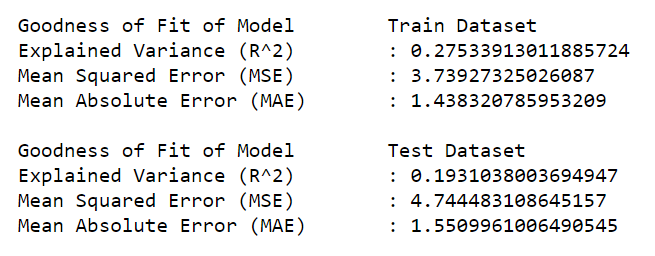 Goodness of Fit of Model Train Dataset
Explained Variance (R^2) : 0.27533913011885724
Mean Squared Error (MSE) : 3.73927325026087
Mean Absolute Error (MAE) : 1.438320785953209
Goodness of Fit of Model Test Dataset
Explained Variance (R^2) : 0.1931038003694947
Mean Squared Error (MSE) : 4.744483108645157
Mean Absolute Error (MAE) : 1.5509961006490545